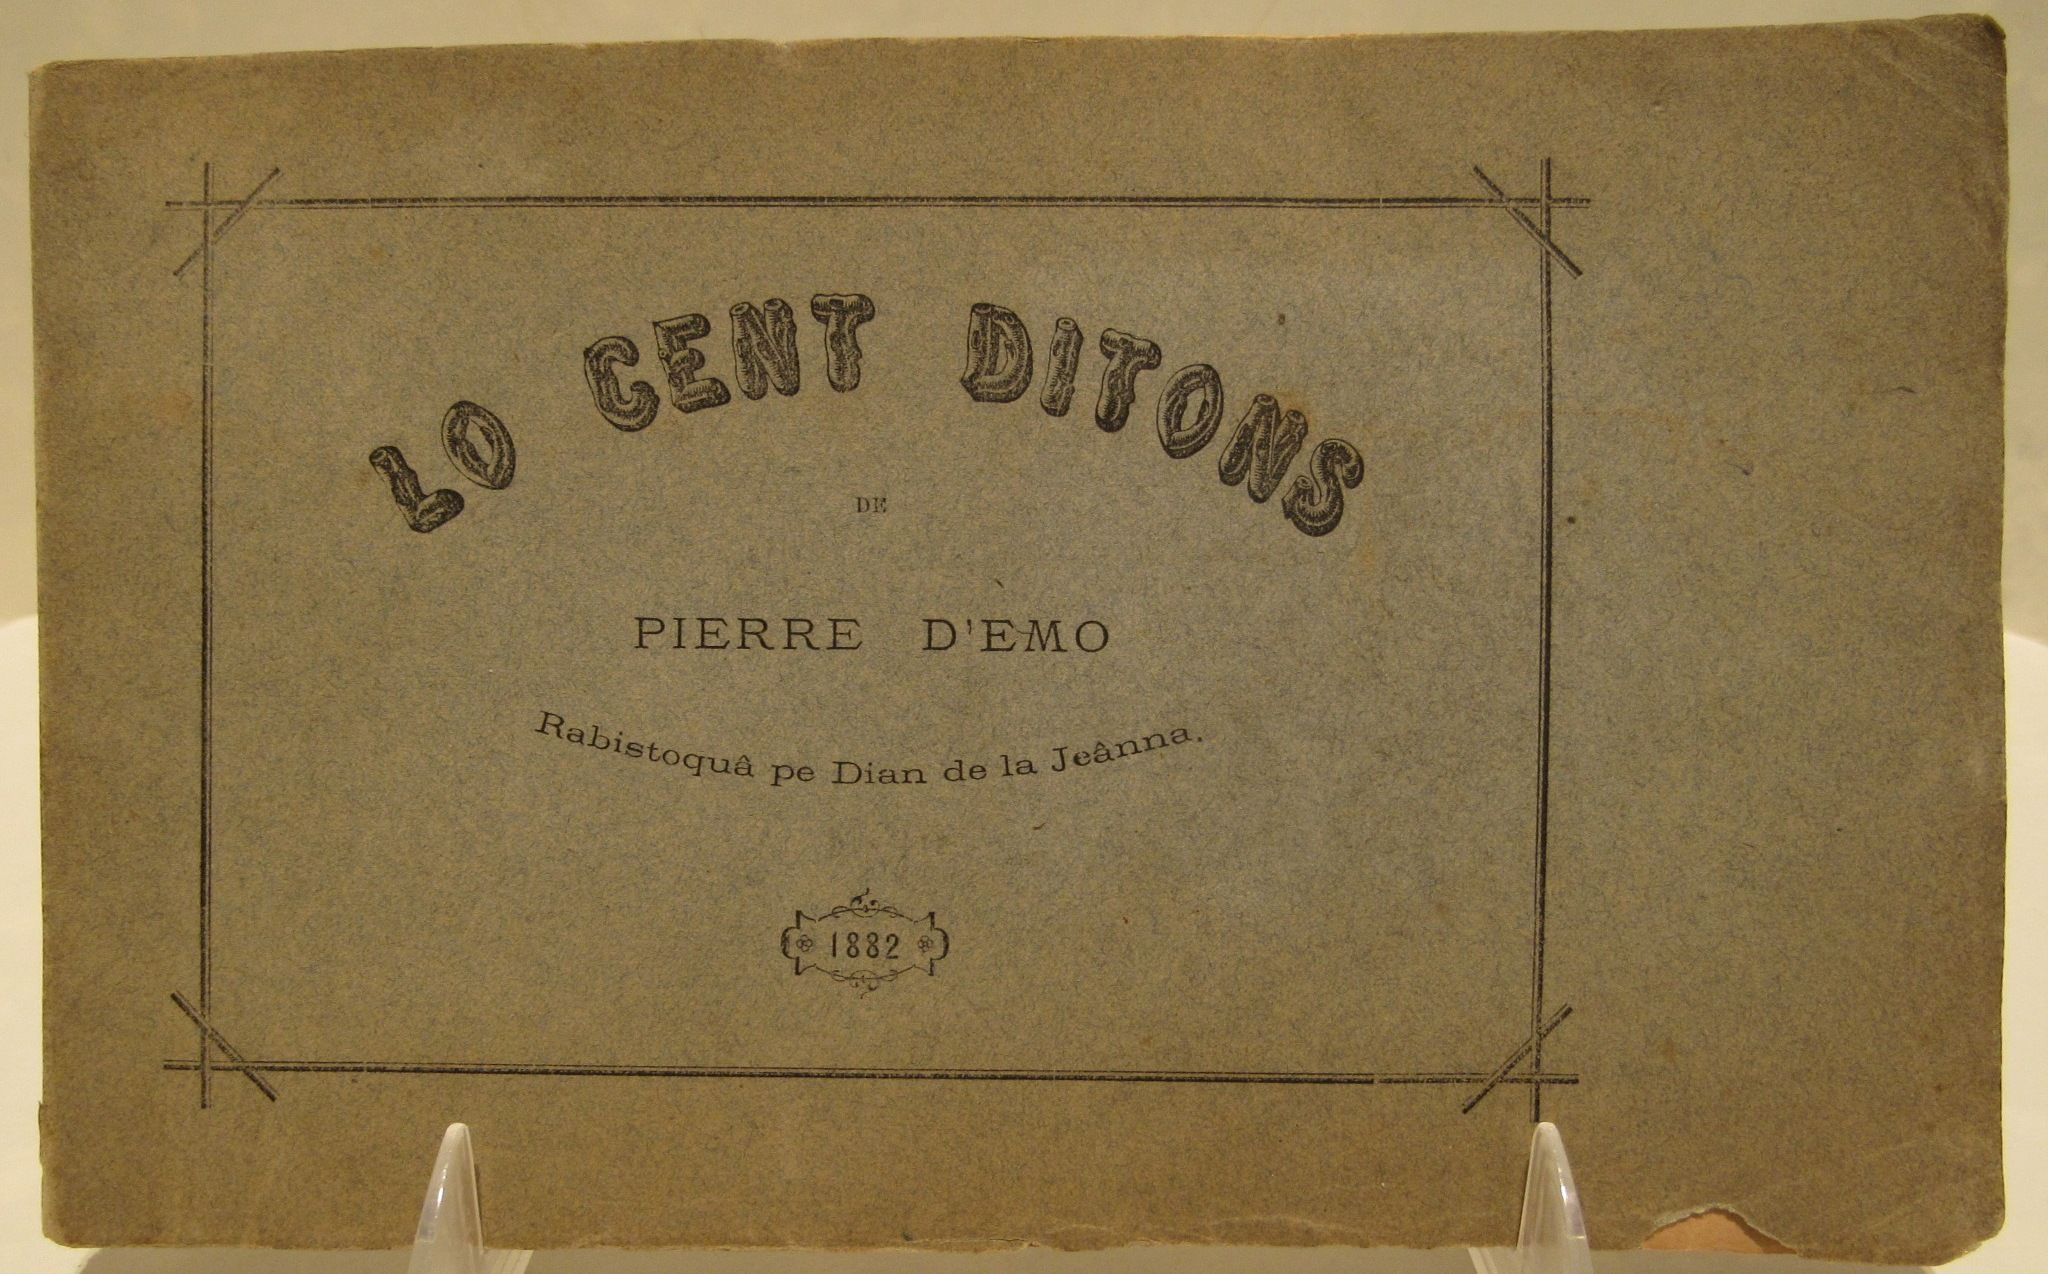 LO CENT DITONS
DE
PIERRE D'EMO
Rabistoquâ pe Dian de la Jeânna.
1882